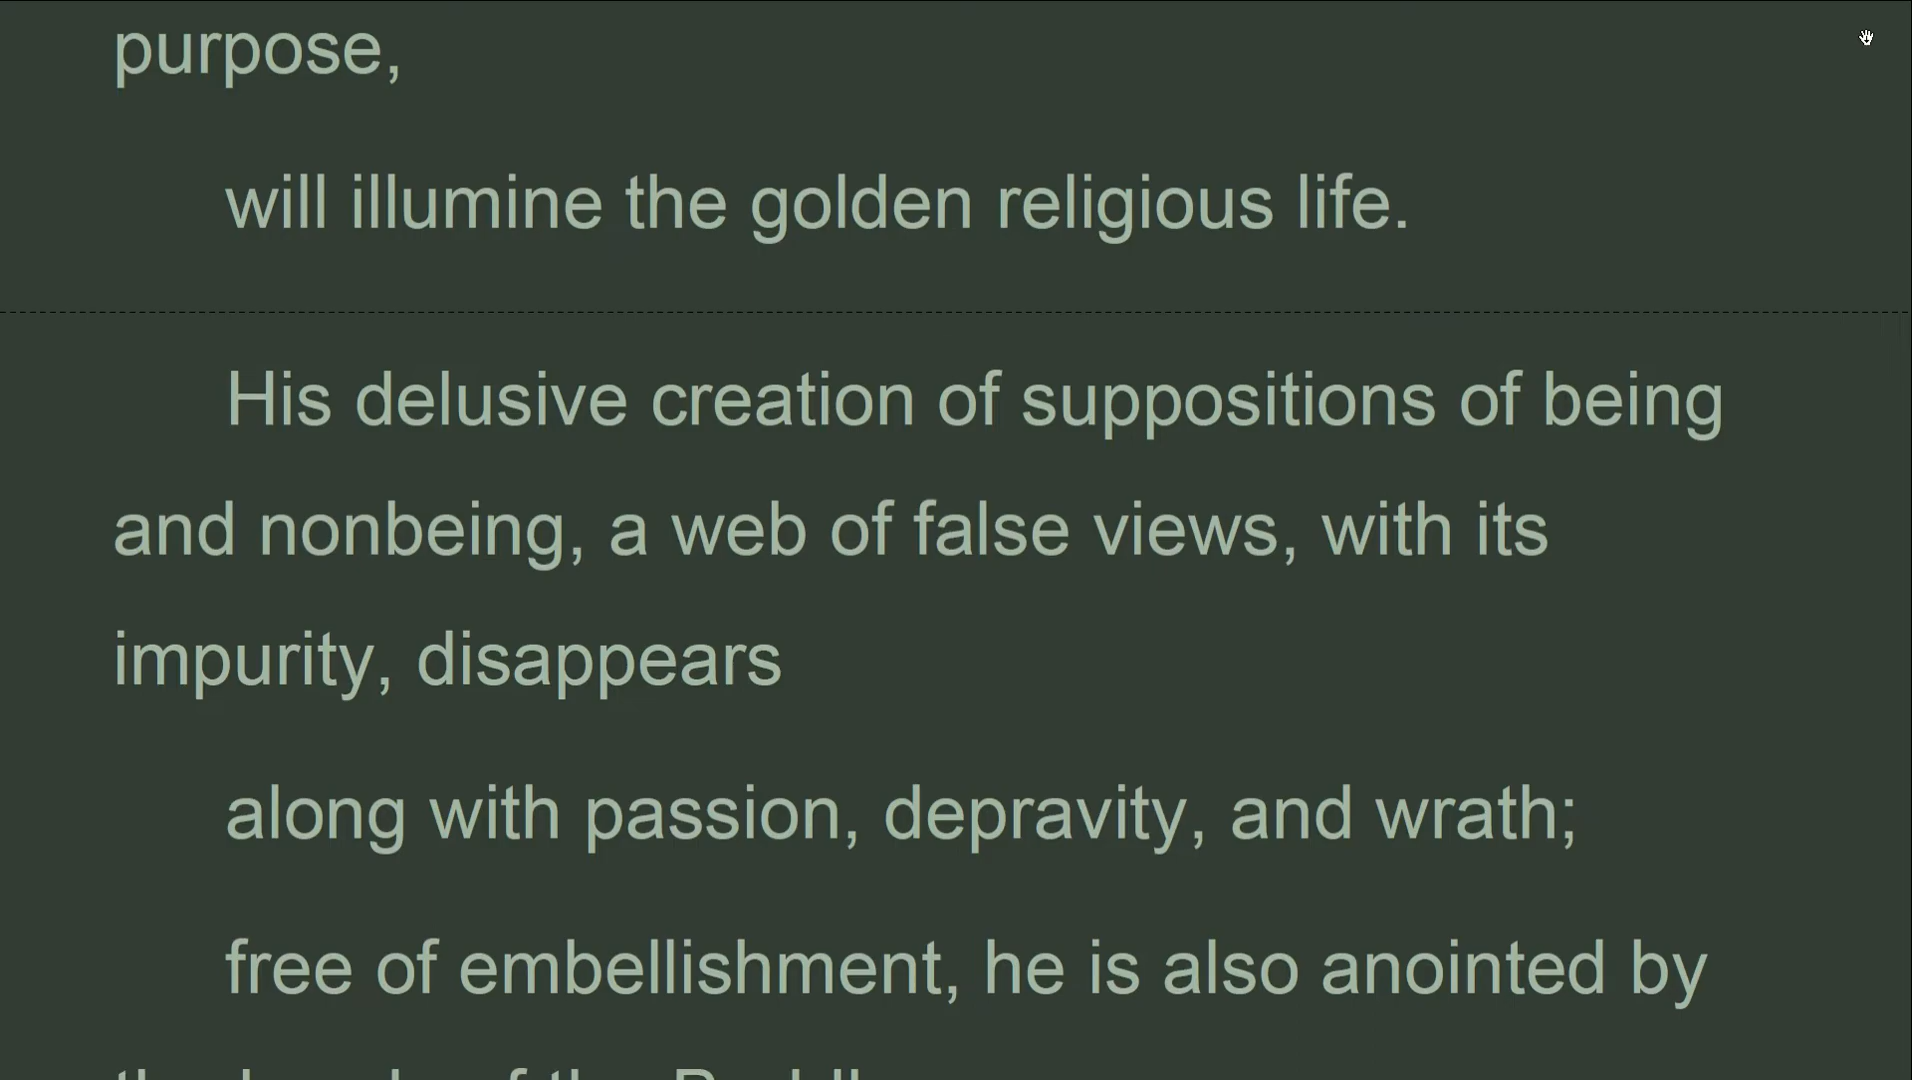 purpose,
will illumine the golden religious life.
His delusive creation of suppositions of being
and nonbeing, a web of false views, with its
impurity, disappears
along with passion, depravity, and wrath;
free of embellishment, he is also anointed by